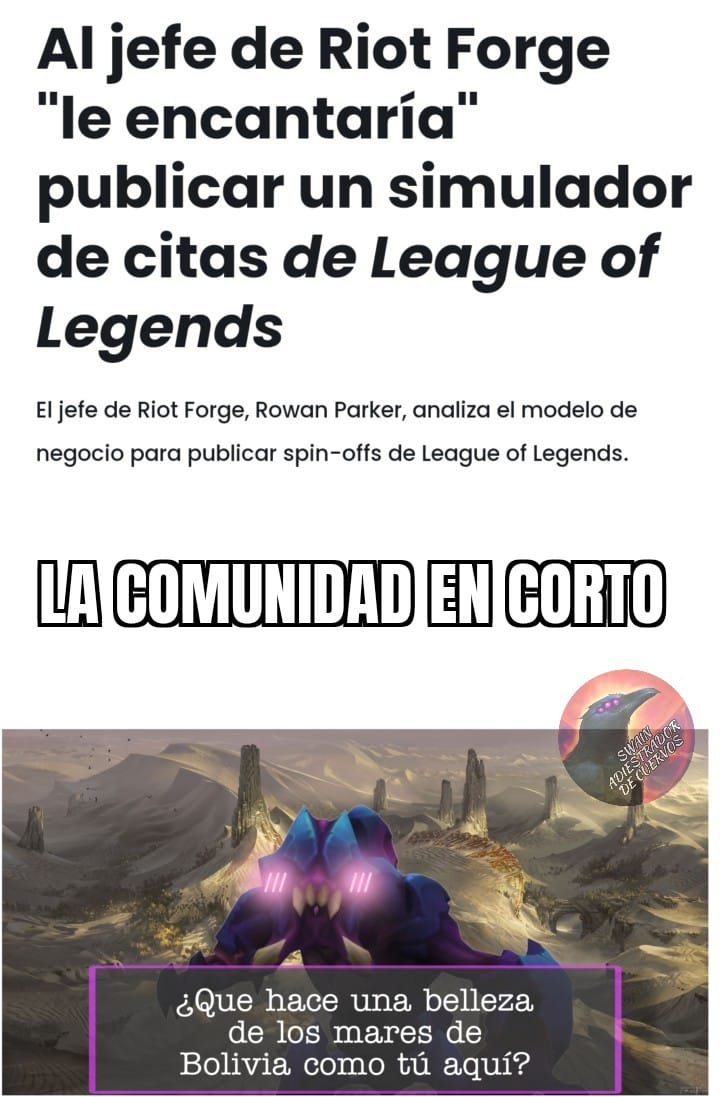 Al jefe de Riot Forge
"le encantaría"
publicar un simulador
de citas de League of
Legends
El jefe de Riot Forge, Rowan Parker, analiza el modelo de
negocio para publicar spin-offs de League of Legends.
LA COMUNIDAD EN CORTO
SWAIN
ADIESTRADOR
DE CUERVOS
¿Que hace una belleza
de los mares de
Bolivia como tú aquí?